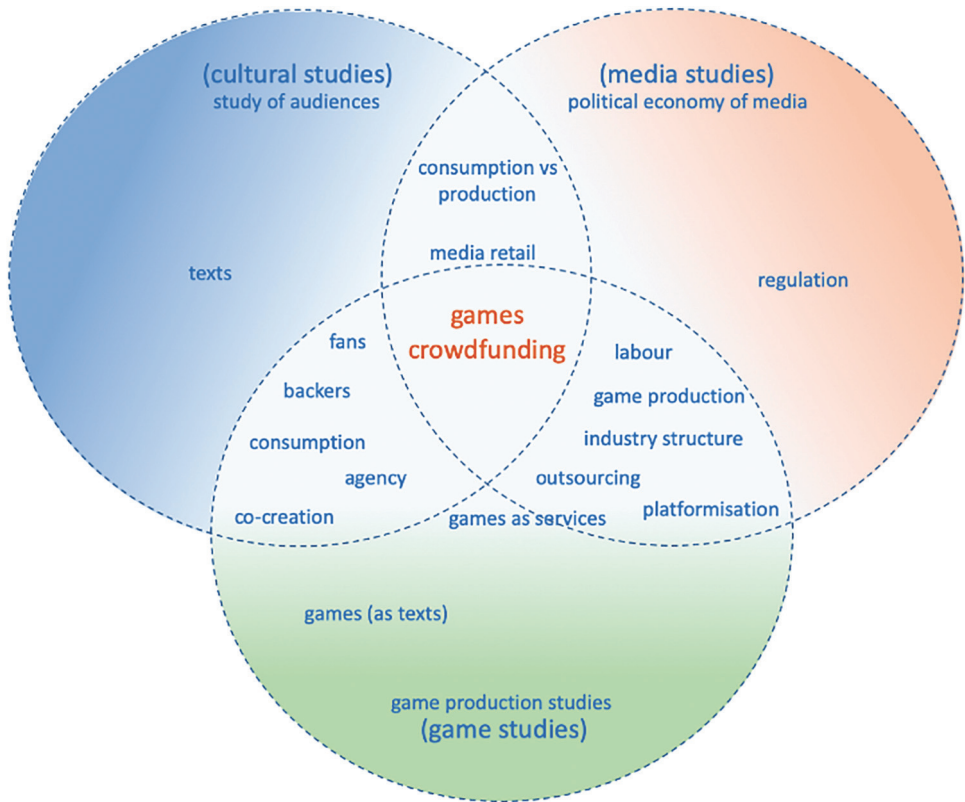 (cultural studies)
study of audiences
(media studies)
political economy of media
consumption vs
production
media retail
texts
regulation
games
crowdfunding
fans
labour
backers
game production
consumption
industry structure
agency
outsourcing
co-creation
games as services
platformisation
games (as texts)
game production studies
(game studies)